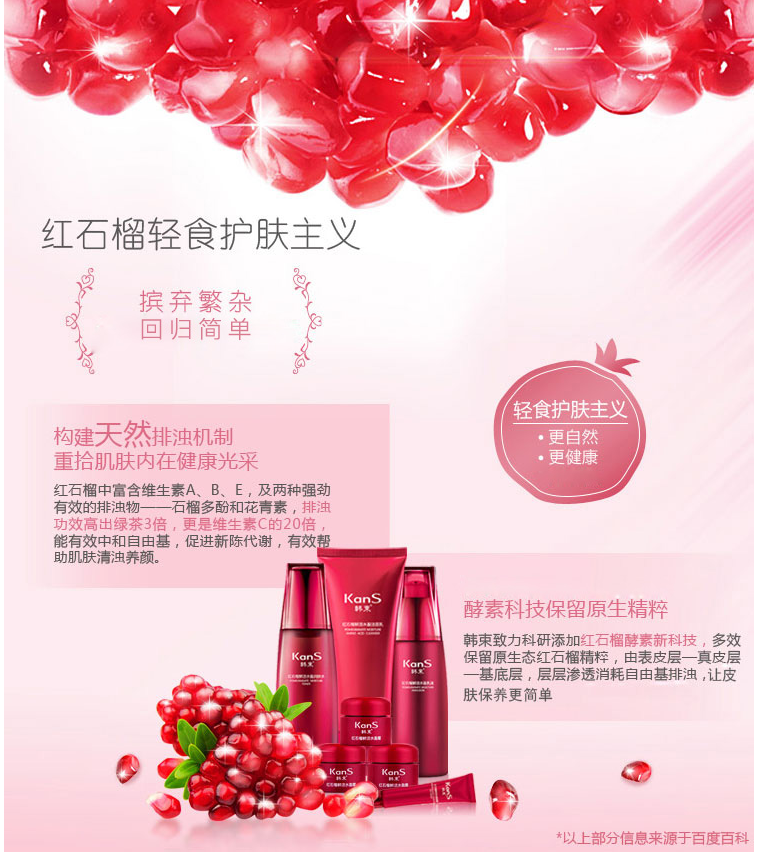 红石榴轻食护肤主义
摈弃繁杂
回归简单
轻食护肤主义
•更自然
•更健康
构建天然排浊机制
重拾肌肤内在健康光采
红石榴中富含维生素A、B、E，及两种强劲
有效的排浊物——石榴多酚和花青素，排浊
功效高出绿茶3倍，更是维生素C的20倍，
能有效中和自由基，促进新陈代谢，有效帮
助肌肤清浊养颜。
酵素科技保留原生精粹
韩束致力科研添加红石榴酵素新科技，多效
保留原生态红石榴精粹，由表皮层—真皮层
—基底层，层层渗透消耗自由基排浊，让皮
肤保养更简单
KanS
韩束
KanS
韩束
KanS
韩束
KanS
韩束
KanS
韩束
KanS
韩束
KanS
*以上部分信息来源于百度百科